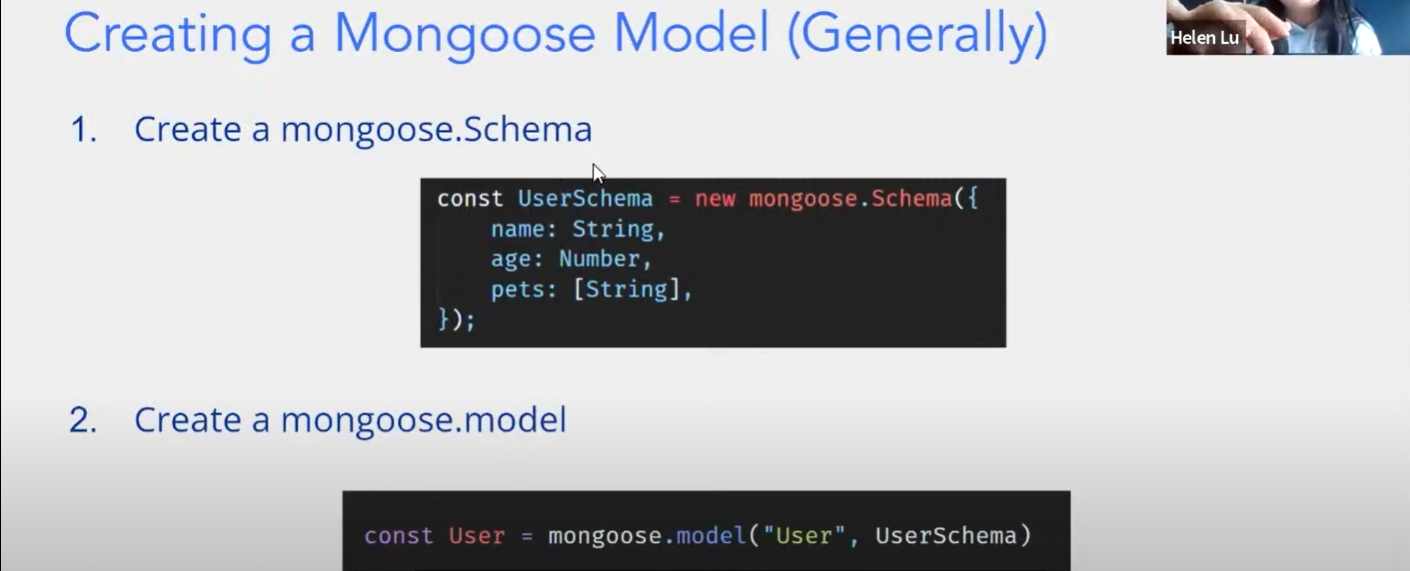 Creating a Mongoose Model (Generally)
Helen Lu
1. Create a mongoose.Schema
const UserSchema = new mongoose.Schema({
name: String,
age: Number,
pets: [String],
});
2. Create a mongoose.model
const User = mongoose.model("User", UserSchema)